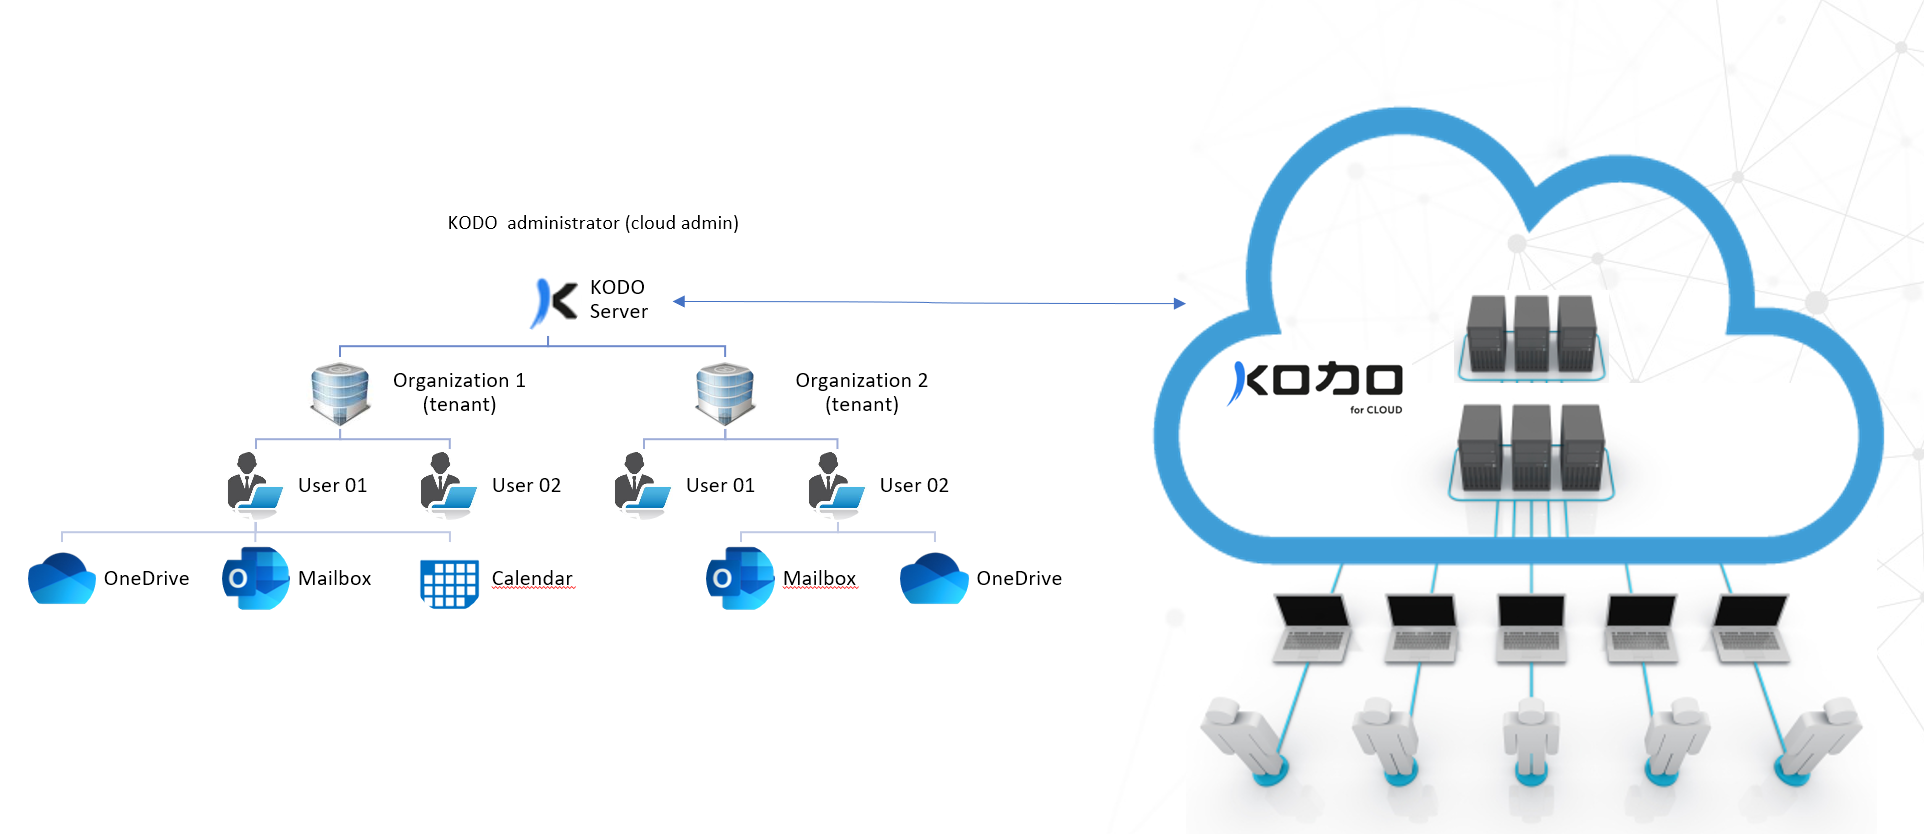 KODO administrator (cloud admin)
KODO
Server
Organization 1
(tenant)
Organization 2
(tenant)
User 01
User 02
User 01
User 02
OneDrive
Mailbox
Calendar
Mailbox
OneDrive
KODO
for CLOUD